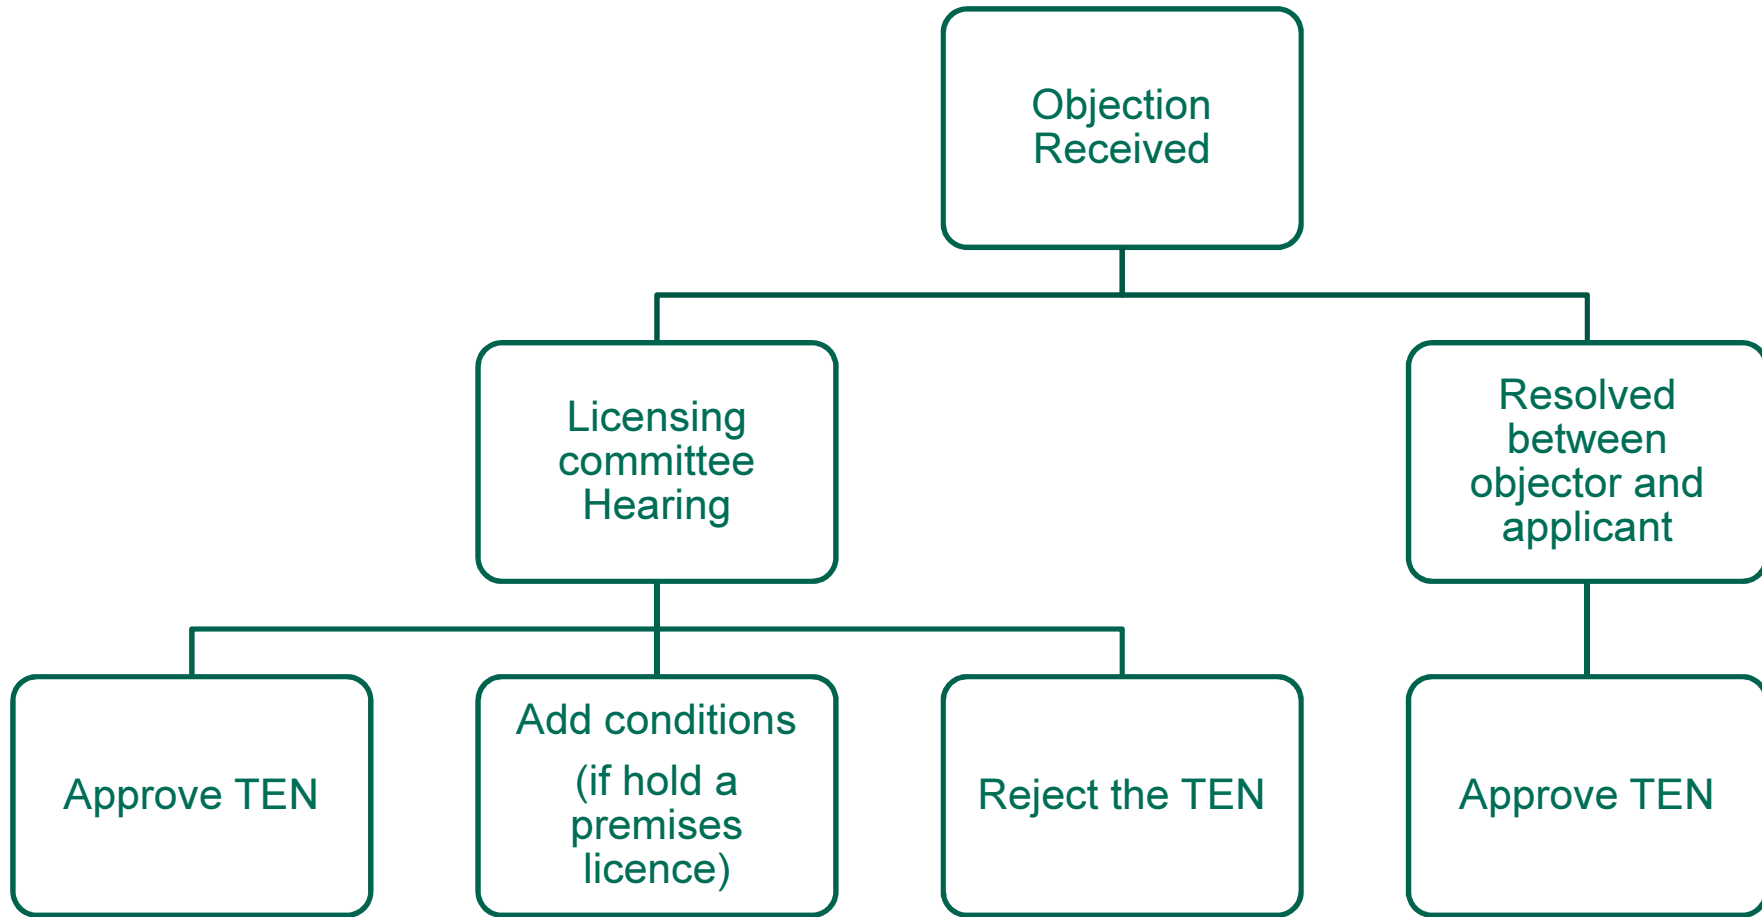 Objection
Received
Licensing
committee
Hearing
Resolved
between
objector and
applicant
Approve TEN
Add conditions
(if hold a
premises
licence)
Reject the TEN
Approve TEN